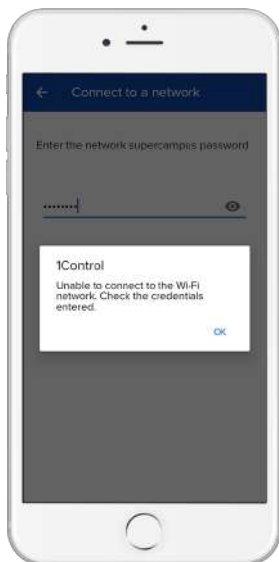 ← Connect to a network
Enter the network supercampus password
••••••••
1Control
Unable to connect to the Wi-Fi
network. Check the credentials
entered.
OK